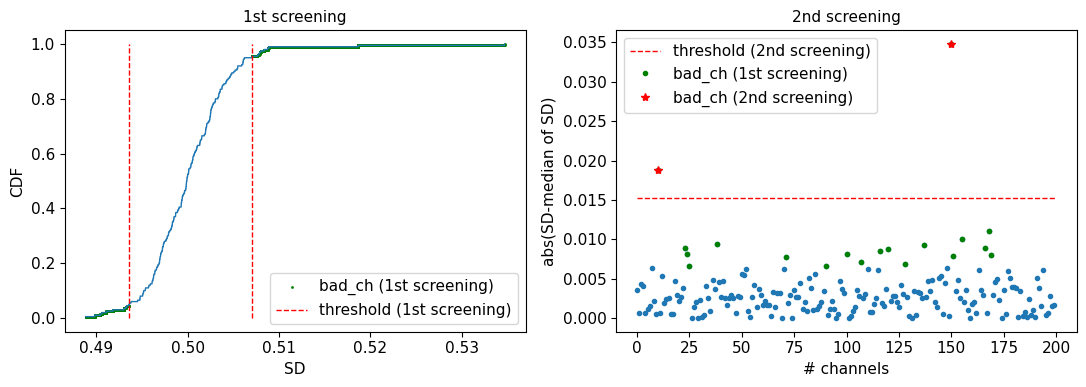 1st screening
CDF
1.0
0.8
0.6
0.4
0.2
0.0
bad_ch (1st screening)
threshold (1st screening)
0.49
0.50
0.51
0.52
0.53
SD
2nd screening
abs(SD-median of SD)
0.035
0.030
0.025
0.020
0.015
0.010
0.005
0.000
threshold (2nd screening)
bad_ch (1st screening)
bad_ch (2nd screening)
0
25
50
75
100
125
150
175
200
# channels